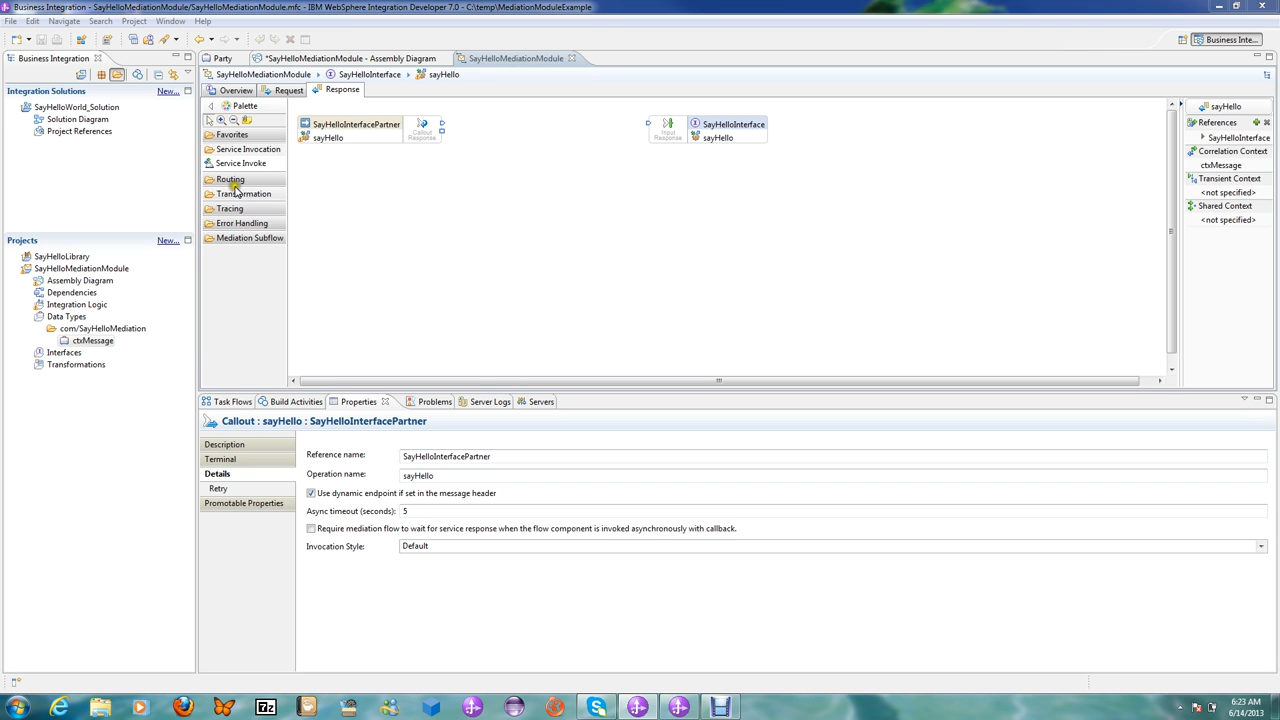 Business Integration - SayHelloMediationModule/SayHelloMediationModule.mfc - IBM WebSphere Integration Developer 7.0 - C:\temp\MediationModuleExample
File Edit Navigate Search Project Window Help
Business Inte...
Business Integration
Integration Solutions New...
SayHelloWorld_Solution
Solution Diagram
Project References
Projects New...
SayHelloLibrary
SayHelloMediationModule
Assembly Diagram
Dependencies
Integration Logic
Data Types
com/SayHelloMediation
ctxMessage
Interfaces
Transformations
Party *SayHelloMediationModule - Assembly Diagram SayHelloMediationModule
SayHelloMediationModule SayHelloInterface sayHello
Overview Request Response
Palette
Favorites
Service Invocation
Service Invoke
Routing
Transformation
Tracing
Error Handling
Mediation Subflow
SayHelloInterfacePartner
sayHello
Callout Response
Input Response
SayHelloInterface
sayHello
sayHello
References
SayHelloInterface
Correlation Context
ctxMessage
Transient Context
<not specified>
Shared Context
<not specified>
Task Flows Build Activities Properties Problems Server Logs Servers
Callout : sayHello : SayHelloInterfacePartner
Description
Terminal
Details
Retry
Promotable Properties
Reference name: SayHelloInterfacePartner
Operation name: sayHello
Use dynamic endpoint if set in the message header
Async timeout (seconds): 5
Require mediation flow to wait for service response when the flow component is invoked asynchronously with callback.
Invocation Style: Default
7z
6:23 AM
6/14/2013